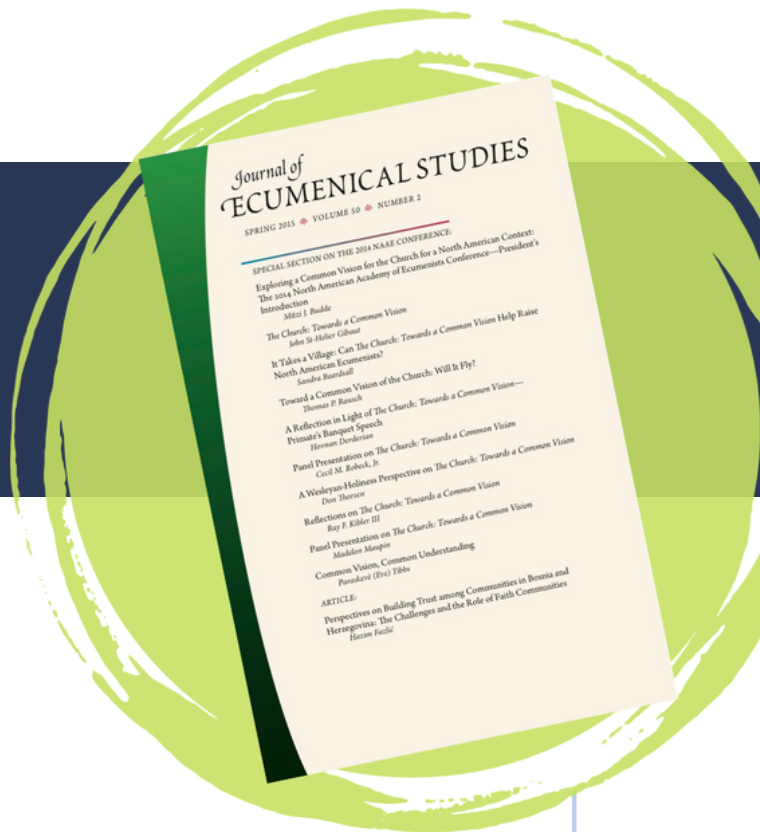 Journal of
ECUMENICAL STUDIES
SPRING 2015 VOLUME 50 NUMBER 2
SPECIAL SECTION ON THE 2014 NAAE CONFERENCE:
Exploring a Common Vision for the Church for a North American Context:
The 2014 North American Academy of Ecumenists Conference—President's
Introduction
Mitzi J. Budde
The Church: Towards a Common Vision
John St-Helier Gibaut
It Takes a Village: Can The Church: Towards a Common Vision Help Raise
North American Ecumenists?
Sandra Beardsall
Toward a Common Vision of the Church: Will It Fly?
Thomas P. Rausch
A Reflection in Light of The Church: Towards a Common Vision—
Primate's Banquet Speech
Hovnan Derderian
Panel Presentation on The Church: Towards a Common Vision
Cecil M. Robeck, Jr.
A Wesleyan-Holiness Perspective on The Church: Towards a Common Vision
Don Thorsen
Reflections on The Church: Towards a Common Vision
Ray F. Kibler III
Panel Presentation on The Church: Towards a Common Vision
Madelon Maupin
Common Vision, Common Understanding
Paraskevè (Eve) Tibbs
ARTICLE:
Perspectives on Building Trust among Communities in Bosnia and
Herzegovina: The Challenges and the Role of Faith Communities
Hazim Fazlić